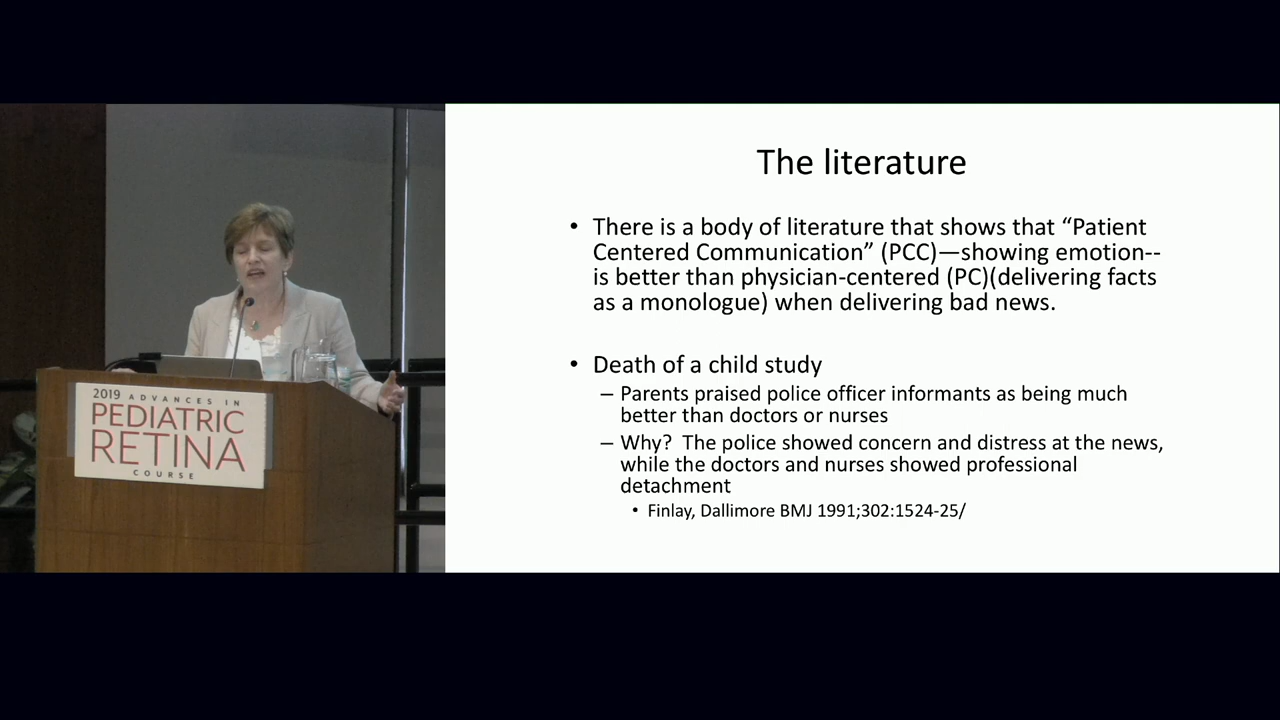 2019 ADVANCES IN
PEDIATRIC
RETINA
COURSE
The literature
• There is a body of literature that shows that “Patient
Centered Communication” (PCC)—showing emotion--
is better than physician-centered (PC)(delivering facts
as a monologue) when delivering bad news.
• Death of a child study
– Parents praised police officer informants as being much
better than doctors or nurses
– Why? The police showed concern and distress at the news,
while the doctors and nurses showed professional
detachment
• Finlay, Dallimore BMJ 1991;302:1524-25/